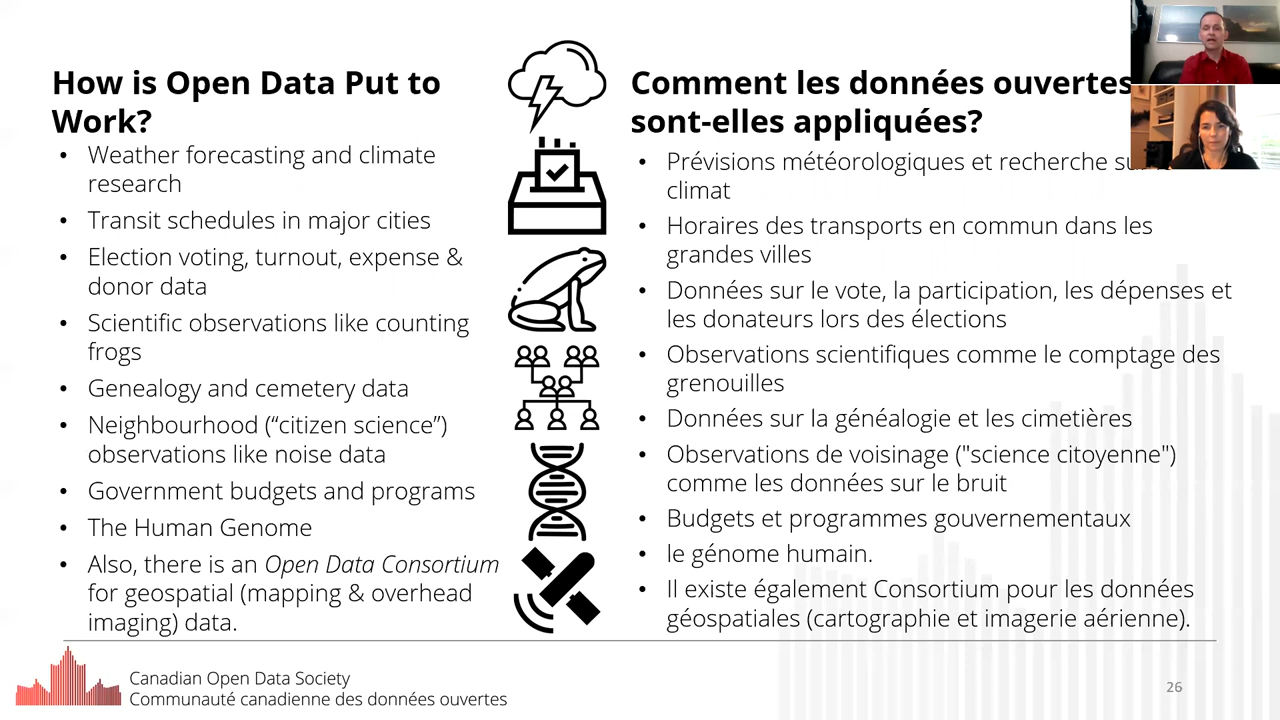 How is Open Data Put to
Work?
• Weather forecasting and climate
research
• Transit schedules in major cities
• Election voting, turnout, expense &
donor data
• Scientific observations like counting
frogs
• Genealogy and cemetery data
• Neighbourhood (“citizen science”)
observations like noise data
• Government budgets and programs
• The Human Genome
• Also, there is an Open Data Consortium
for geospatial (mapping & overhead
imaging) data.
Comment les données ouvertes
sont-elles appliquées?
• Prévisions météorologiques et recherche
climat
• Horaires des transports en commun dans les
grandes villes
• Données sur le vote, la participation, les dépenses et
les donateurs lors des élections
• Observations scientifiques comme le comptage des
grenouilles
• Données sur la généalogie et les cimetières
• Observations de voisinage ("science citoyenne")
comme les données sur le bruit
• Budgets et programmes gouvernementaux
• le génome humain.
• Il existe également Consortium pour les données
géospatiales (cartographie et imagerie aérienne).
Canadian Open Data Society
Communauté canadienne des données ouvertes
26